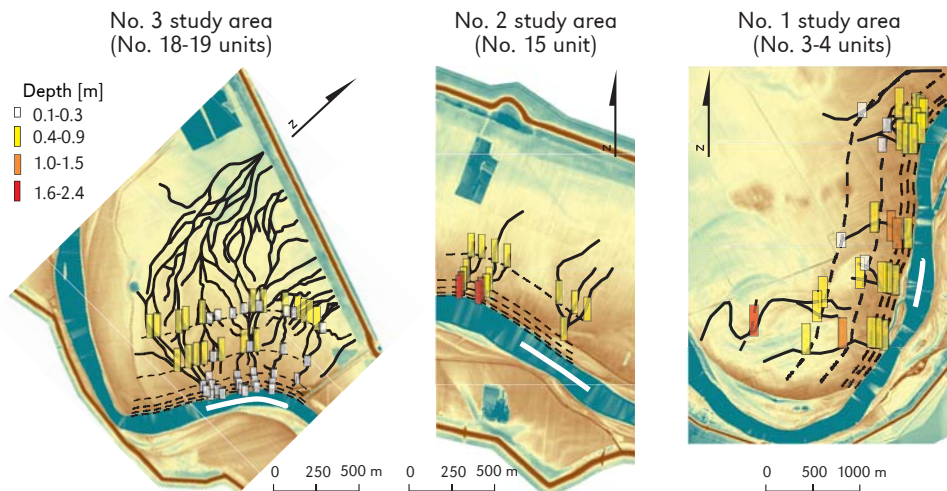 No. 3 study area
(No. 18-19 units)
No. 2 study area
(No. 15 unit)
No. 1 study area
(No. 3-4 units)
Depth [m]
0.1-0.3
0.4-0.9
1.0-1.5
1.6-2.4
z
z
z
0 250 500 m
0 250 500 m
0 500 1000 m